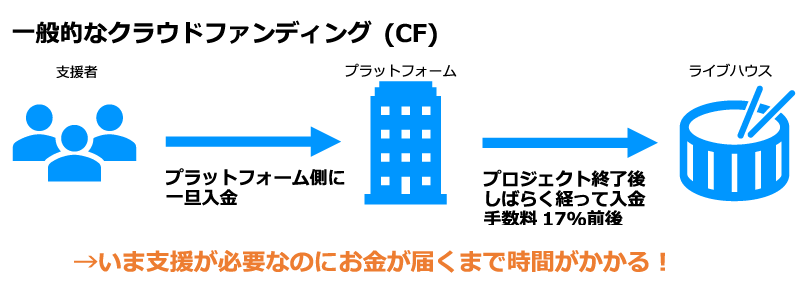 一般的なクラウドファンディング (CF)
支援者
プラットフォーム
ライブハウス
プラットフォーム側に
一旦入金
プロジェクト終了後
しばらく経って入金
手数料 17%前後
→いま支援が必要なのにお金が届くまで時間がかかる！